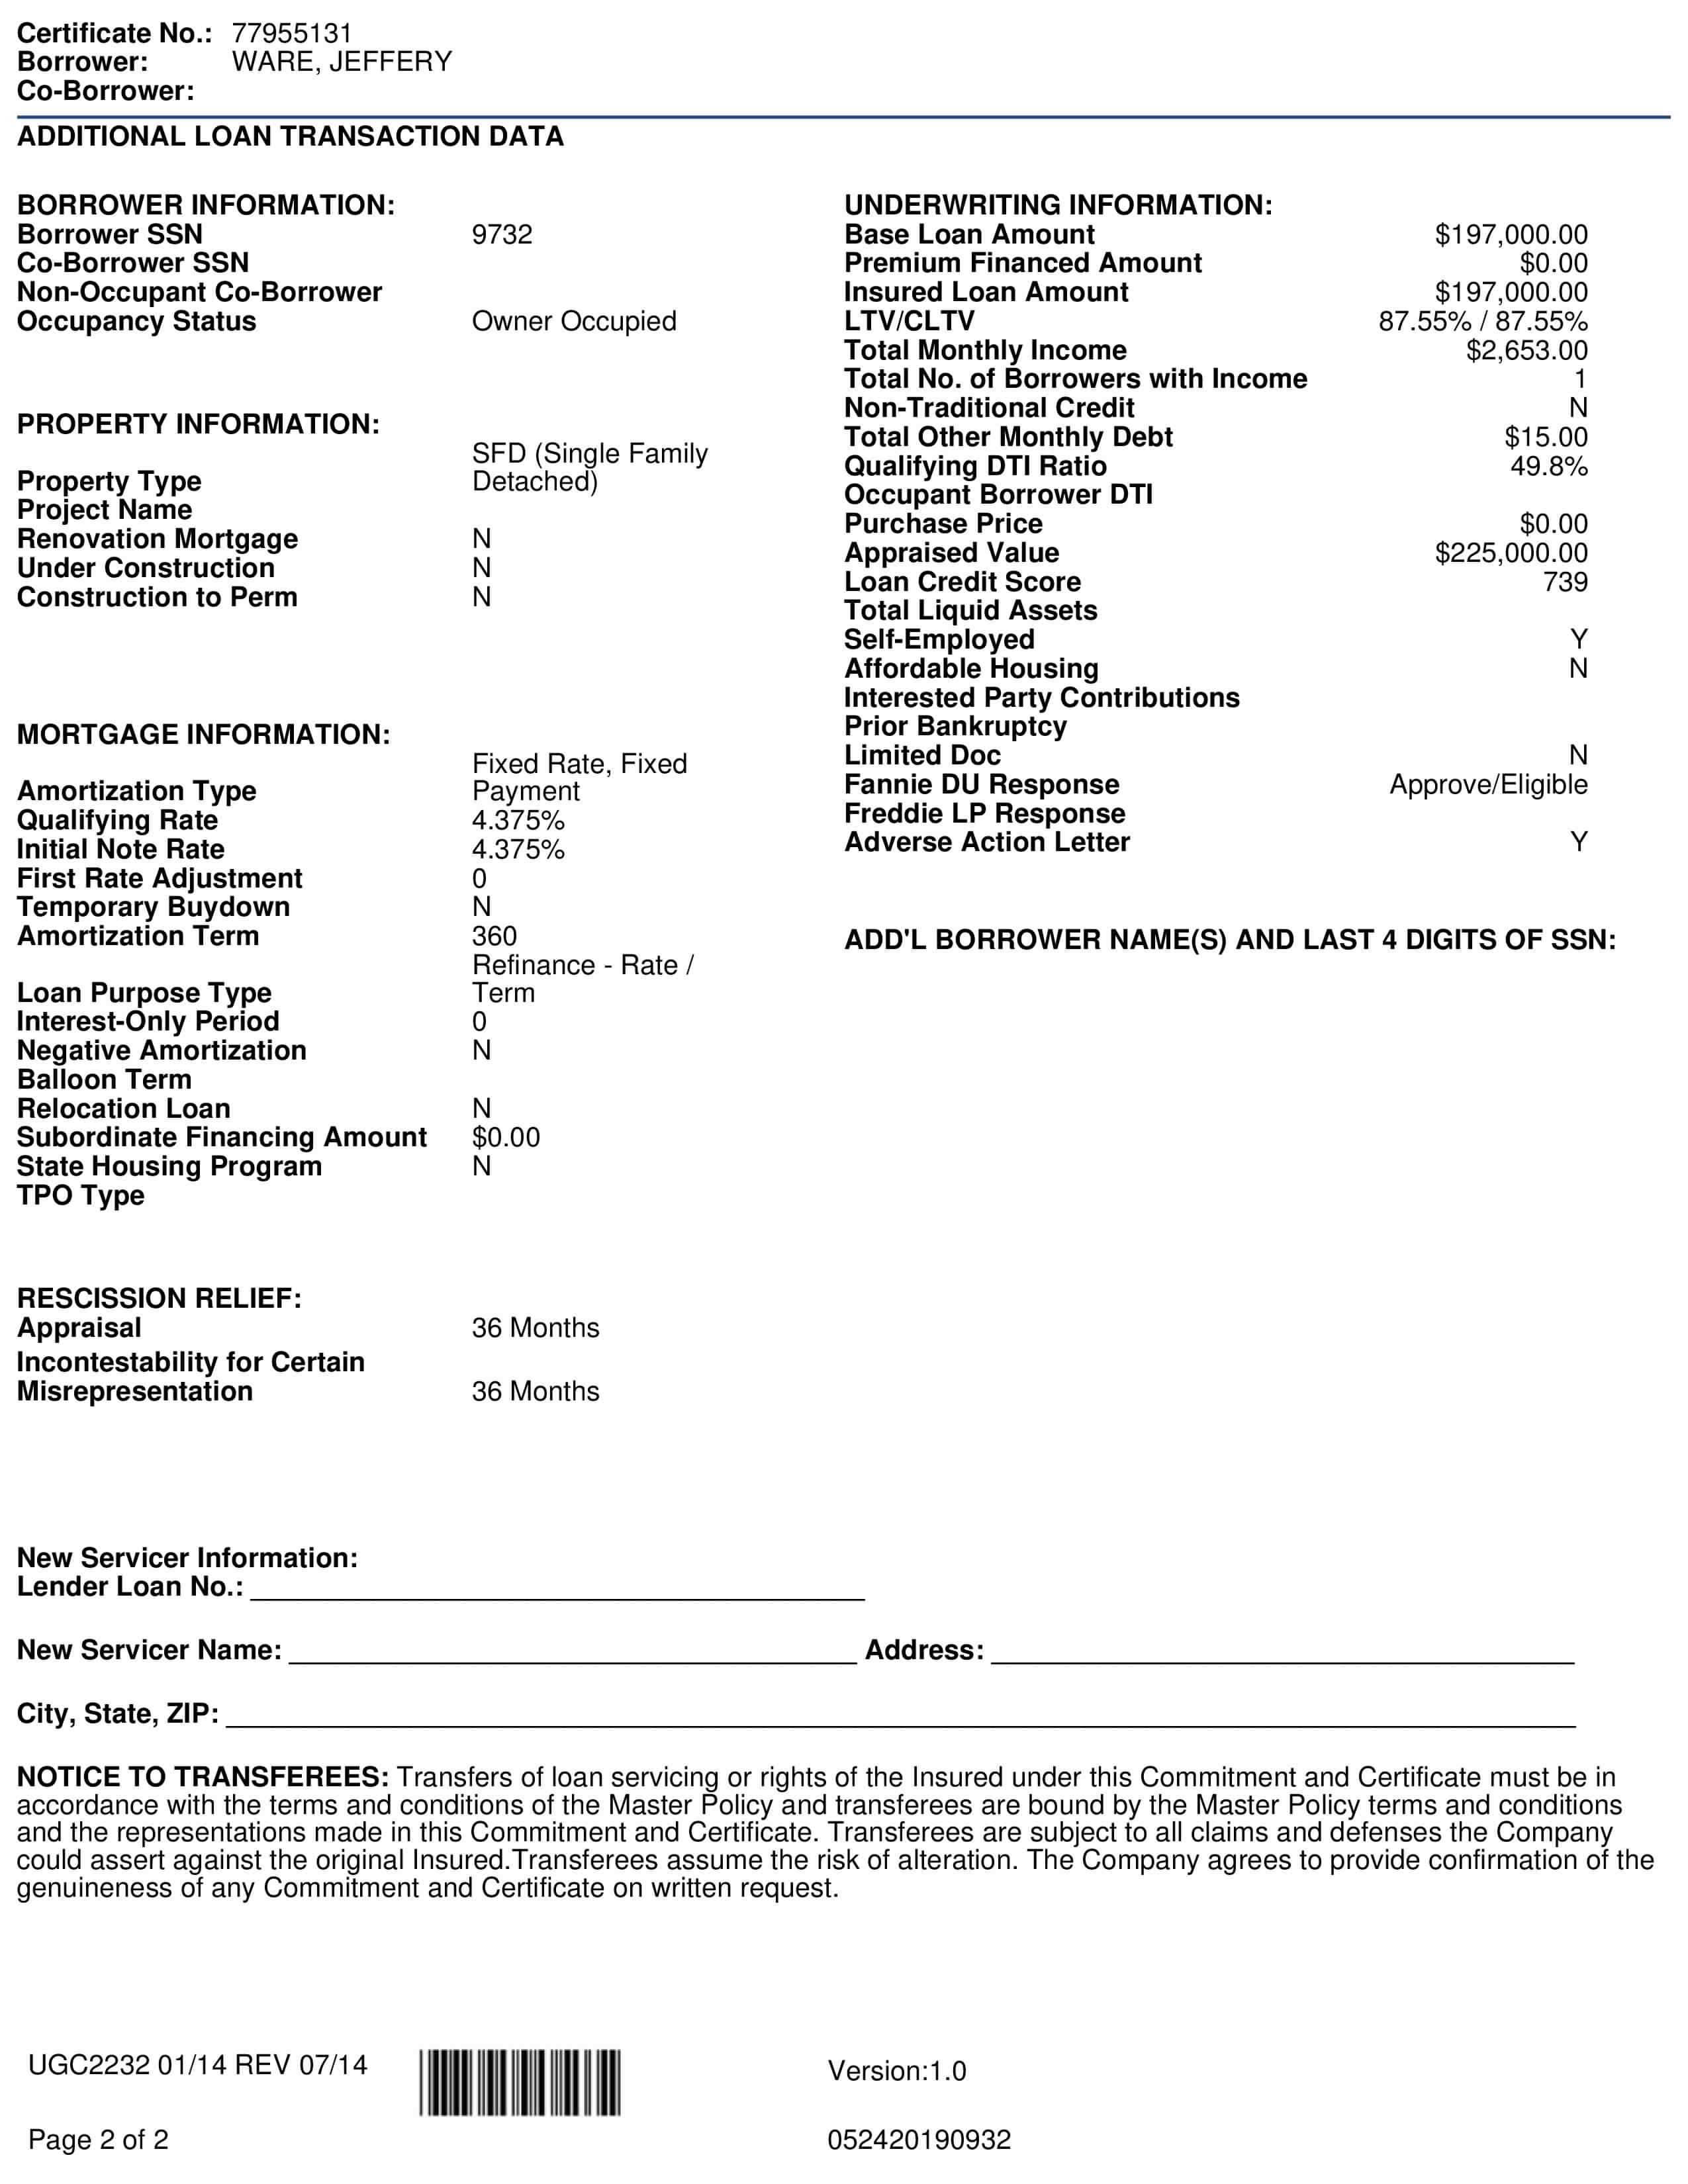 Certificate No.: 77955131
Borrower: WARE, JEFFERY
Co-Borrower:
ADDITIONAL LOAN TRANSACTION DATA
BORROWER INFORMATION:
Borrower SSN 9732
Co-Borrower SSN
Non-Occupant Co-Borrower
Occupancy Status Owner Occupied
PROPERTY INFORMATION:
SFD (Single Family
Property Type Detached)
Project Name
Renovation Mortgage N
Under Construction N
Construction to Perm N
MORTGAGE INFORMATION:
Fixed Rate, Fixed
Amortization Type Payment
Qualifying Rate 4.375%
Initial Note Rate 4.375%
First Rate Adjustment 0
Temporary Buydown N
Amortization Term 360
Refinance - Rate /
Loan Purpose Type Term
Interest-Only Period 0
Negative Amortization N
Balloon Term
Relocation Loan N
Subordinate Financing Amount $0.00
State Housing Program N
TPO Type
RESCISSION RELIEF:
Appraisal 36 Months
Incontestability for Certain
Misrepresentation 36 Months
UNDERWRITING INFORMATION:
Base Loan Amount $197,000.00
Premium Financed Amount $0.00
Insured Loan Amount $197,000.00
LTV/CLTV 87.55% / 87.55%
Total Monthly Income $2,653.00
Total No. of Borrowers with Income 1
Non-Traditional Credit N
Total Other Monthly Debt $15.00
Qualifying DTI Ratio 49.8%
Occupant Borrower DTI
Purchase Price $0.00
Appraised Value $225,000.00
Loan Credit Score 739
Total Liquid Assets
Self-Employed Y
Affordable Housing N
Interested Party Contributions
Prior Bankruptcy
Limited Doc N
Fannie DU Response Approve/Eligible
Freddie LP Response
Adverse Action Letter Y
ADD'L BORROWER NAME(S) AND LAST 4 DIGITS OF SSN:
New Servicer Information:
Lender Loan No.:
New Servicer Name: Address:
City, State, ZIP:
NOTICE TO TRANSFEREES: Transfers of loan servicing or rights of the Insured under this Commitment and Certificate must be in
accordance with the terms and conditions of the Master Policy and transferees are bound by the Master Policy terms and conditions
and the representations made in this Commitment and Certificate. Transferees are subject to all claims and defenses the Company
could assert against the original Insured.Transferees assume the risk of alteration. The Company agrees to provide confirmation of the
genuineness of any Commitment and Certificate on written request.
UGC2232 01/14 REV 07/14 Version:1.0
Page 2 of 2 052420190932